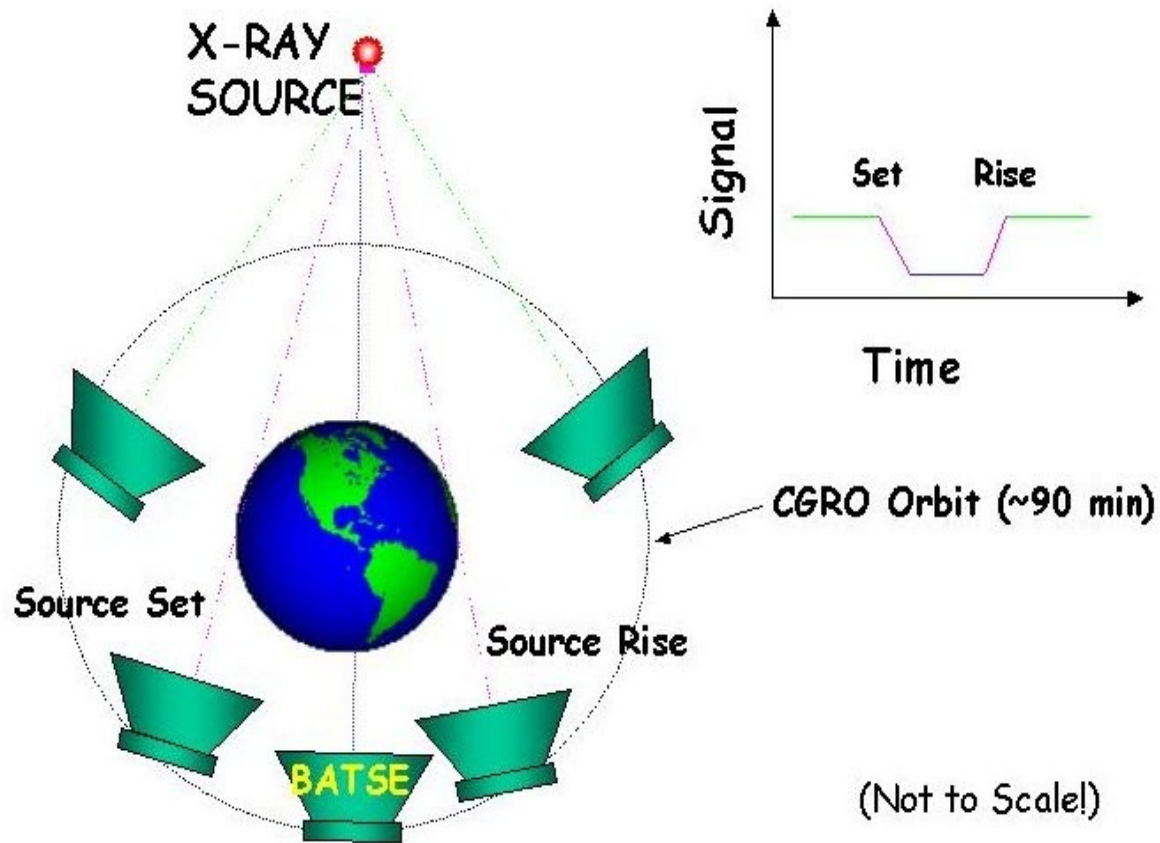 X-RAY
SOURCE
Signal
Set
Rise
Time
CGRO Orbit (~90 min)
Source Set
Source Rise
BATSE
(Not to Scale!)